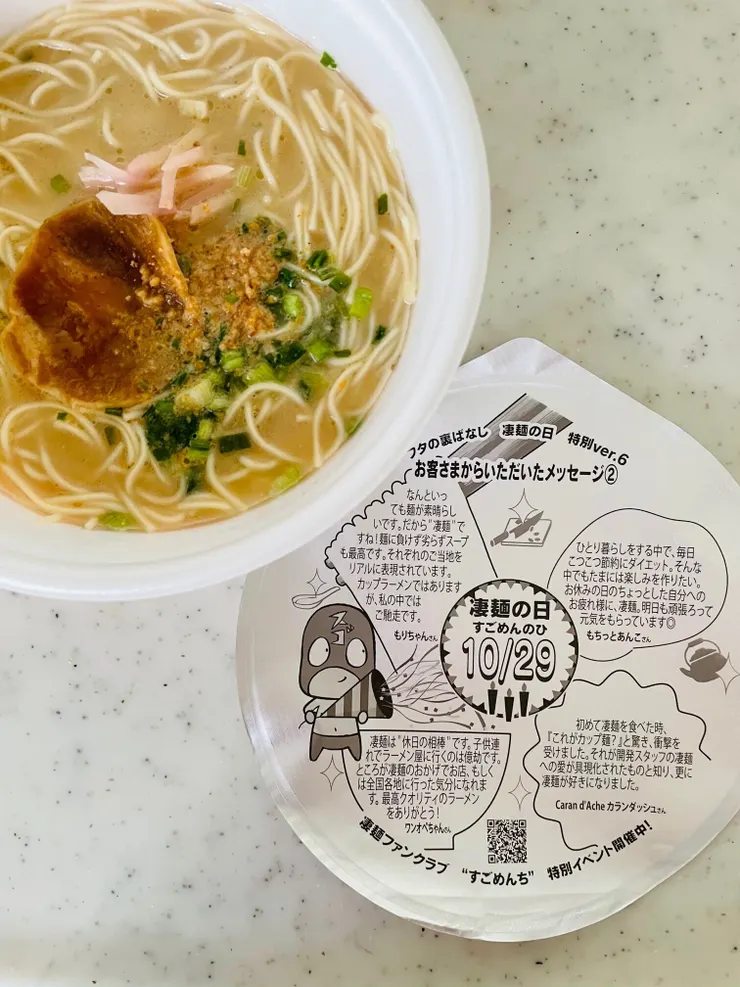 フタの裏ばなし 凄麺の日 特別ver.6
お客さまからいただいたメッセージ②
なんといっ
ても麺が素晴らし
いです。だから"凄麺"で
すね!麺に負けず劣らずスープ
も最高です。それぞれのご当地を
リアルに表現されています。
カップラーメンではあります
が、私の中では
ご馳走です。
もりちゃんさん
ひとり暮らしをする中で、毎日
こつこつ節約にダイエット。そんな
中でもたまには楽しみを作りたい。
お休みの日のちょっとした自分への
お疲れ様に、凄麺。明日も頑張ろって
元気をもらっています◎
もちっとあんこさん
凄麺の日
すごめんのひ
10/29
スゴ
凄麺は"休日の相棒"です。子供連
れでラーメン屋に行くのは億劫です。
ところが凄麺のおかげでお店、もしく
は全国各地に行った気分になれま
す。最高クオリティのラーメン
をありがとう!
ワンオペちゃんさん
初めて凄麺を食べた時、
『これがカップ麺?』と驚き、衝撃を
受けました。それが開発スタッフの凄麺
への愛が具現化されたものと知り、更に
凄麺が好きになりました。
Caran d'Ache カランダッシュさん
凄麺ファンクラブ "すごめんち" 特別イベント開催中!